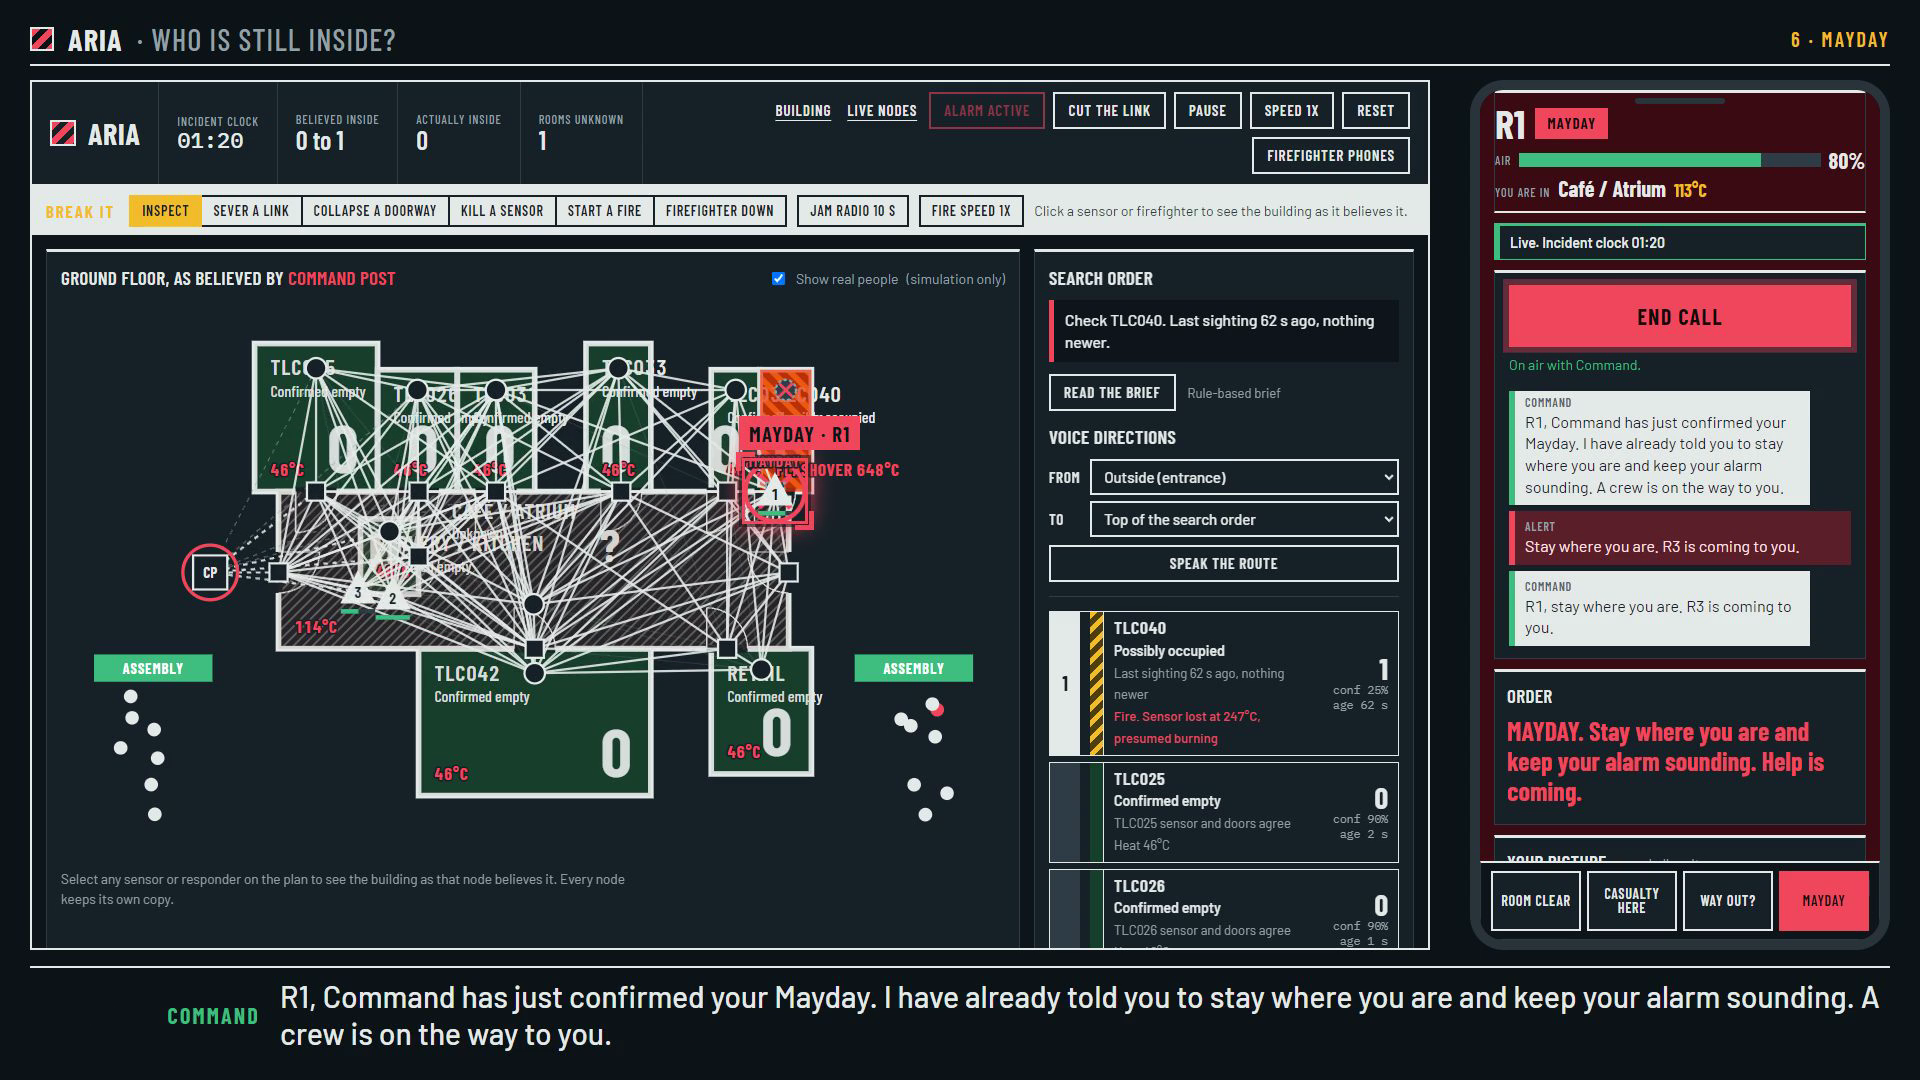 ARIA · WHO IS STILL INSIDE?
6 · MAYDAY
ARIA
INCIDENT CLOCK
01:20
BELIEVED INSIDE
0 to 1
ACTUALLY INSIDE
0
ROOMS UNKNOWN
1
BUILDING
LIVE NODES
ALARM ACTIVE
CUT THE LINK
PAUSE
SPEED 1X
RESET
FIREFIGHTER PHONES
BREAK IT
INSPECT
SEVER A LINK
COLLAPSE A DOORWAY
KILL A SENSOR
START A FIRE
FIREFIGHTER DOWN
JAM RADIO 10 S
FIRE SPEED 1X
Click a sensor or firefighter to see the building as it believes it.
GROUND FLOOR, AS BELIEVED BY COMMAND POST
Show real people (simulation only)
Confirmed empty
0
46°C
46°C
46°C
Confirmed empty
0
46°C
MAYDAY · R1
1
CP
?
3
2
114°C
ASSEMBLY
TLC042
Confirmed empty
0
46°C
Confirmed empty
0
46°C
ASSEMBLY
Select any sensor or responder on the plan to see the building as that node believes it. Every node
keeps its own copy.
SEARCH ORDER
Check TLC040. Last sighting 62 s ago, nothing
newer.
READ THE BRIEF
Rule-based brief
VOICE DIRECTIONS
FROM
Outside (entrance)
TO
Top of the search order
SPEAK THE ROUTE
1
TLC040
Possibly occupied
Last sighting 62 s ago, nothing
newer
Fire. Sensor lost at 247°C,
presumed burning
1
conf 25%
age 62 s
TLC025
Confirmed empty
TLC025 sensor and doors agree
Heat 46°C
0
conf 90%
age 2 s
TLC026
Confirmed empty
TLC026 sensor and doors agree
0
conf 90%
age 1 s
R1
MAYDAY
AIR
80%
YOU ARE IN Café / Atrium 113°C
Live. Incident clock 01:20
END CALL
On air with Command.
COMMAND
R1, Command has just confirmed your
Mayday. I have already told you to stay
where you are and keep your alarm
sounding. A crew is on the way to you.
ALERT
Stay where you are. R3 is coming to you.
COMMAND
R1, stay where you are. R3 is coming to
you.
ORDER
MAYDAY. Stay where you are and
keep your alarm sounding. Help is
coming.
ROOM CLEAR
CASUALTY
HERE
WAY OUT?
MAYDAY
COMMAND
R1, Command has just confirmed your Mayday. I have already told you to stay where you are and keep your alarm sounding. A
crew is on the way to you.